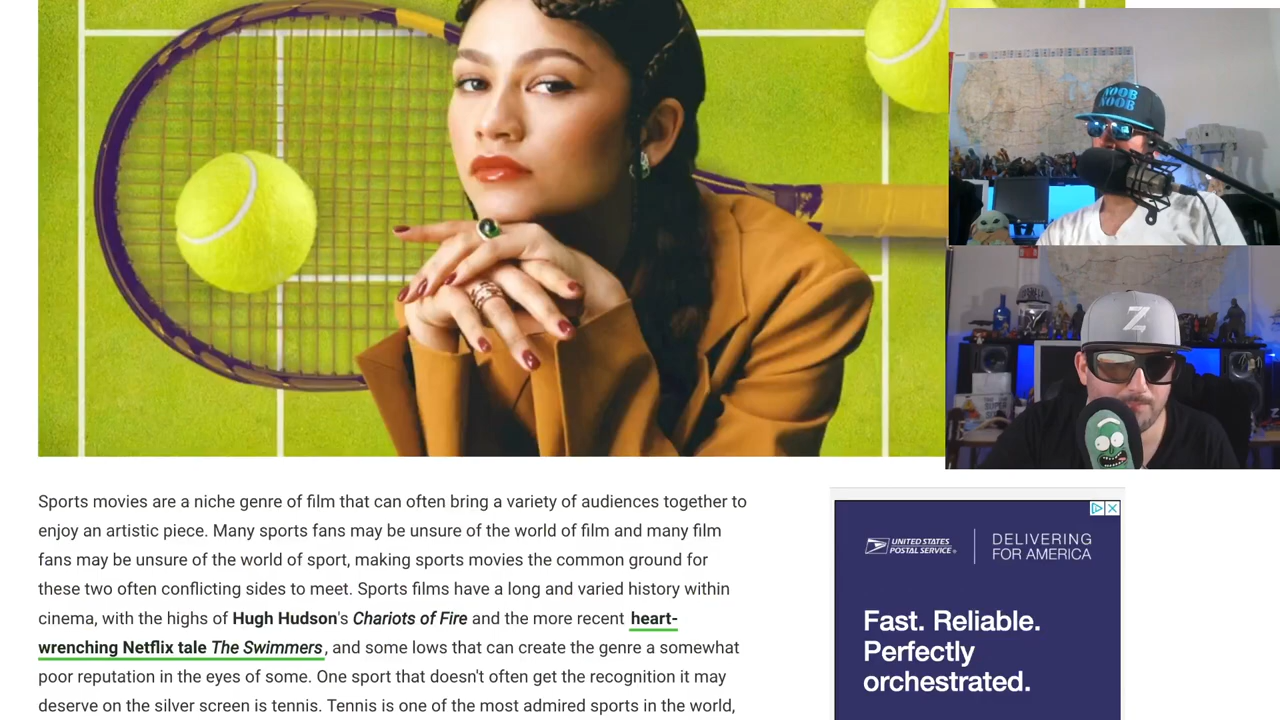 NOOB
NOOB
Z
Sports movies are a niche genre of film that can often bring a variety of audiences together to
enjoy an artistic piece. Many sports fans may be unsure of the world of film and many film
fans may be unsure of the world of sport, making sports movies the common ground for
these two often conflicting sides to meet. Sports films have a long and varied history within
cinema, with the highs of Hugh Hudson's Chariots of Fire and the more recent heart-
wrenching Netflix tale The Swimmers, and some lows that can create the genre a somewhat
poor reputation in the eyes of some. One sport that doesn't often get the recognition it may
deserve on the silver screen is tennis. Tennis is one of the most admired sports in the world,
UNITED STATES
POSTAL SERVICE
DELIVERING
FOR AMERICA
Fast. Reliable.
Perfectly
orchestrated.